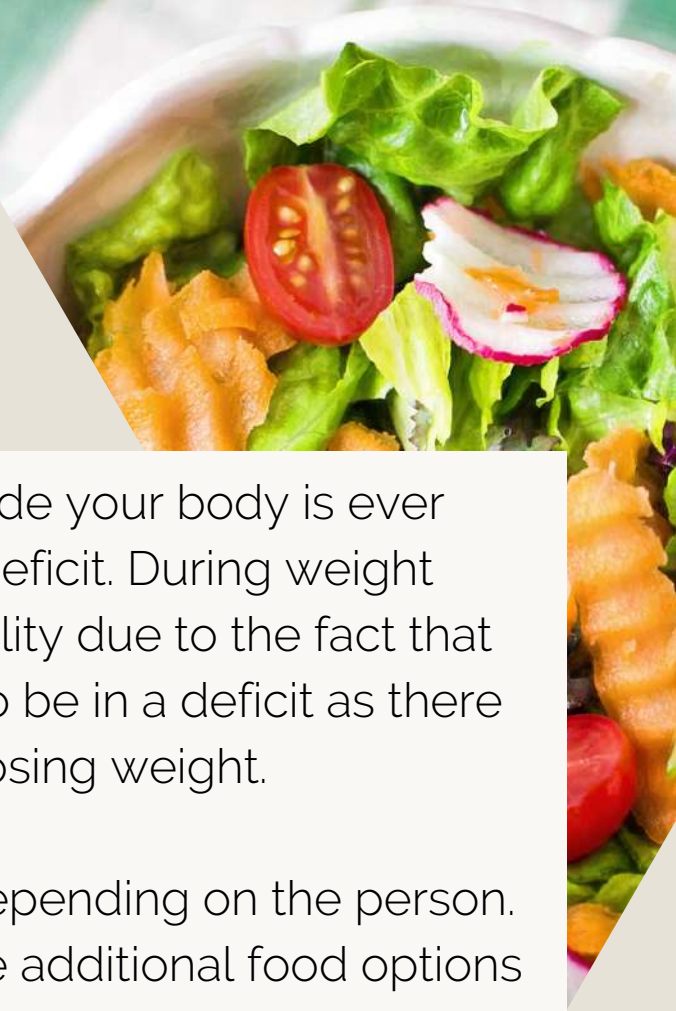 de your body is ever
eficit. During weight
lity due to the fact that
be in a deficit as there
osing weight.
epending on the person.
additional food options